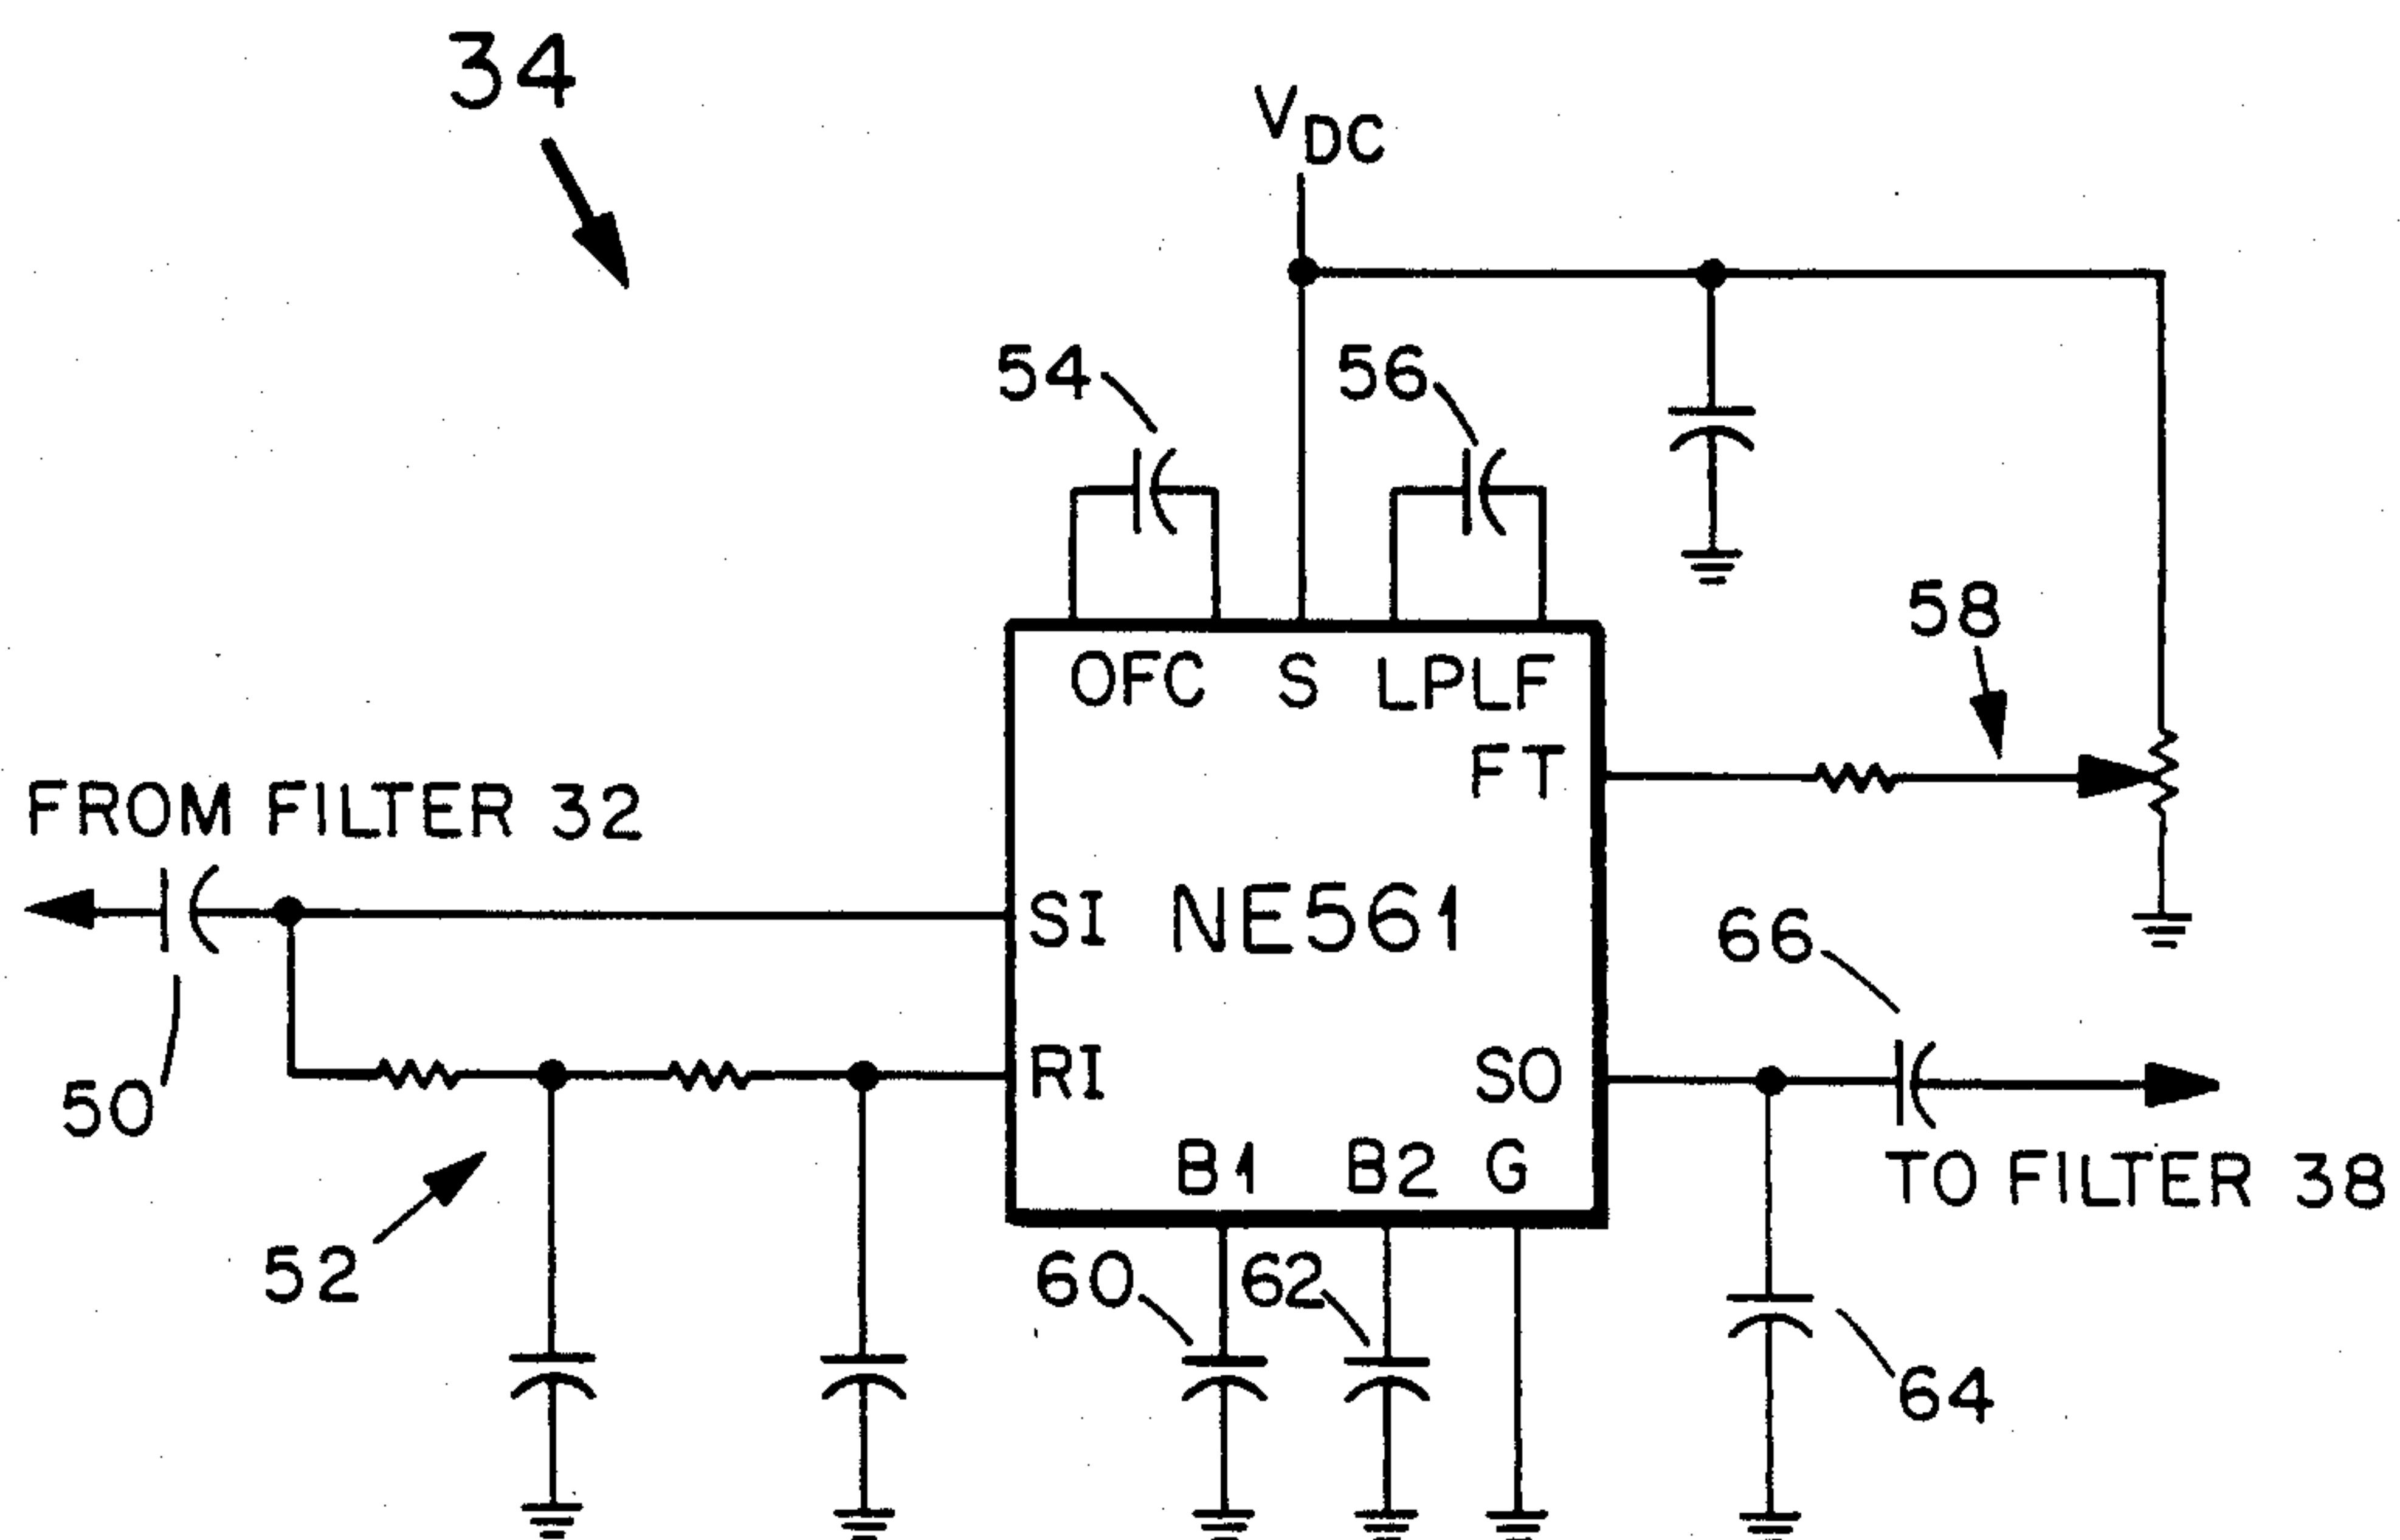 34
VDC
54
56
58
OFC S LPLF
FT
FROM FILTER 32
SI NE561
66
50
RI
SO
B1 B2 G
TO FILTER 38
52
60
62
64